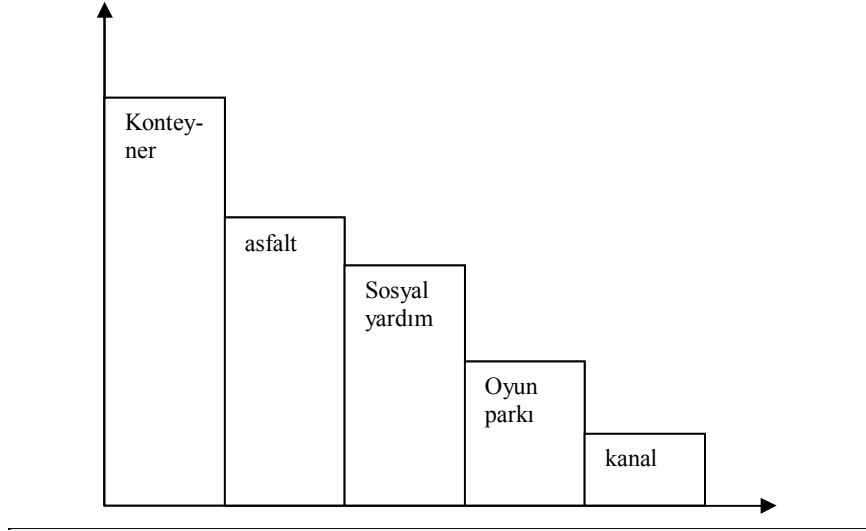 Kontey-
ner
asfalt
Sosyal
yardım
Oyun
parkı
kanal